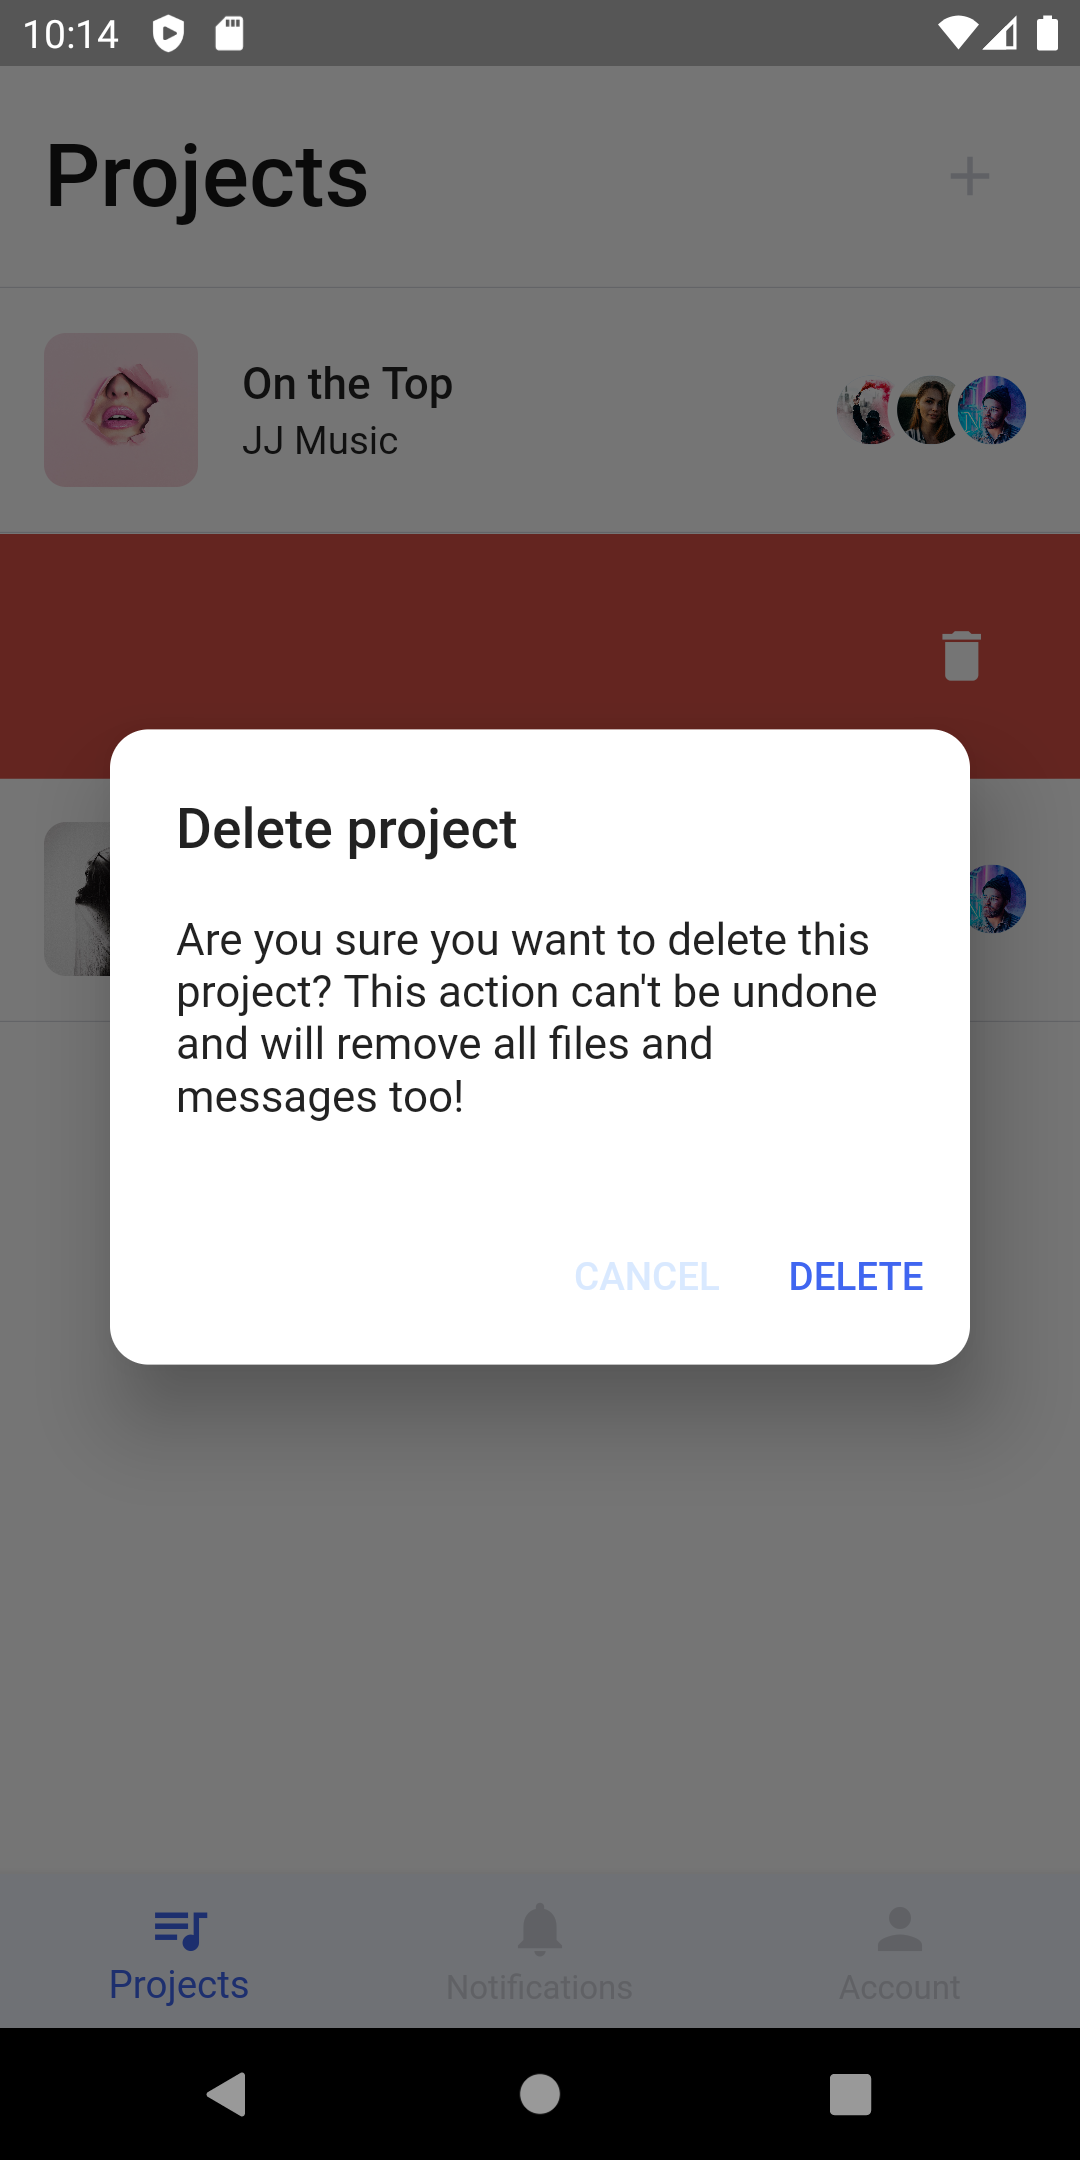 10:14
Projects
On the Top
JJ Music
Delete project
Are you sure you want to delete this
project? This action can't be undone
and will remove all files and
messages too!
CANCEL DELETE
Projects Notifications Account